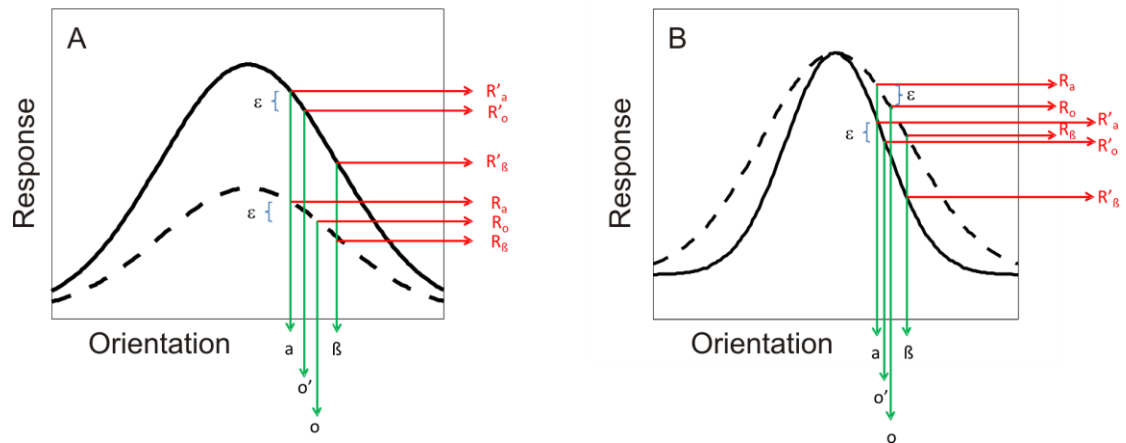 A
Response
ε
ε
R'a
R'o
R'ß
Ra
Ro
Rß
Orientation
a
ß
o'
o
B
Response
ε
ε
Ra
Ro
R'a
Rß
R'o
R'ß
Orientation
a
ß
o'
o